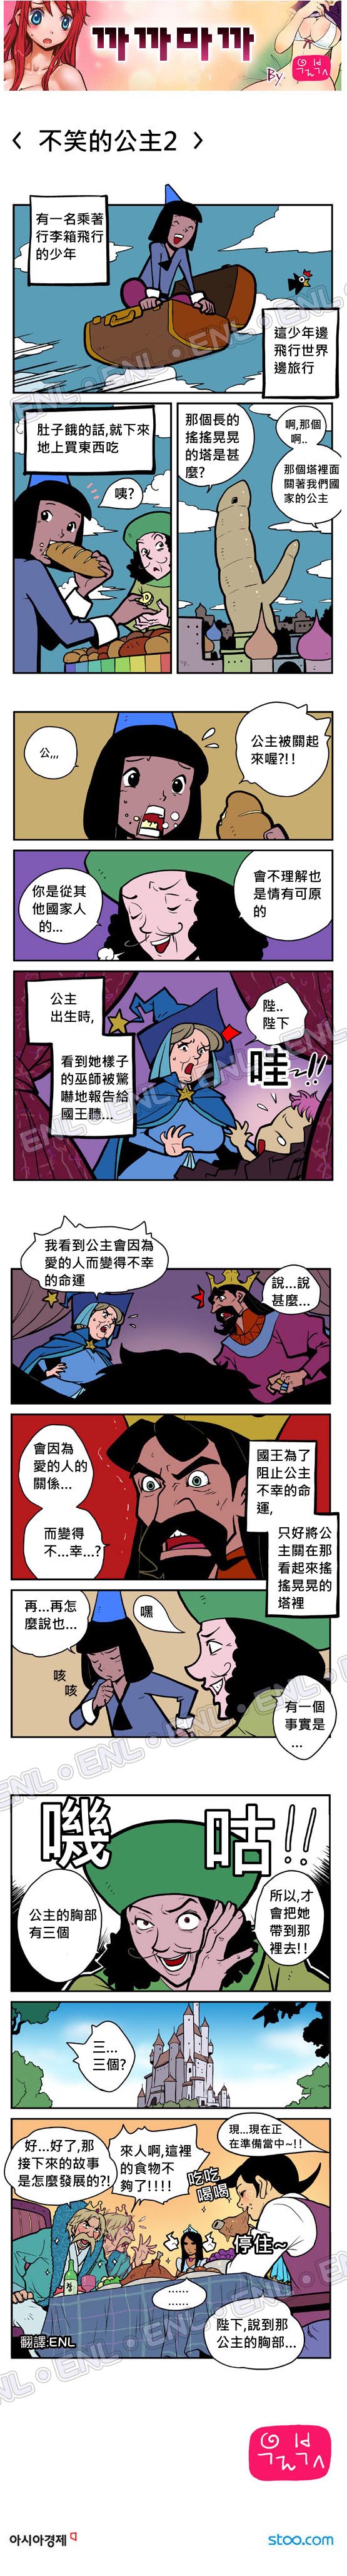 까까마까
By
〈 不笑的公主2 〉
有一名乘著
行李箱飛行
的少年
這少年邊
飛行世界
邊旅行
肚子餓的話,就下來
地上買東西吃
咦?
那個長的
搖搖晃晃
的塔是甚
麼?
啊,那個
啊..
那個塔裡面
關著我們國
家的公主
公,,,
公主被關起
來喔?!!
你是從其
他國家人
的...
會不理解也
是情有可原
的
公主
出生時,
看到她樣子
的巫師被驚
嚇地報告給
國王聽...
陛..
陛下
哇~!!
我看到公主會因為
愛的人而變得不幸
的命運
說...說
甚麼...
會因為
愛的人的
關係...
而變得
不...幸...?
國王為了
阻止公主
不幸的命
運,
只好將公
主關在那
看起來搖
搖晃晃的
塔裡
再...再怎
麼說也...
嘿
咳
咳
有一個
事實是
...
嘰 咕!!
公主的胸部
有三個
所以,才
會把她
帶到那
裡去!!
三...
三個?
好...好了,那
接下來的故事
是怎麼發展的?!
來人啊,這裡
的食物不
夠了!!!!
現...現在正
在準備當中~!!
吃吃
喝喝
停住~
......
......
陛下,說到那
公主的胸部...
翻譯:ENL
ENL
아시아경제
stoo.com